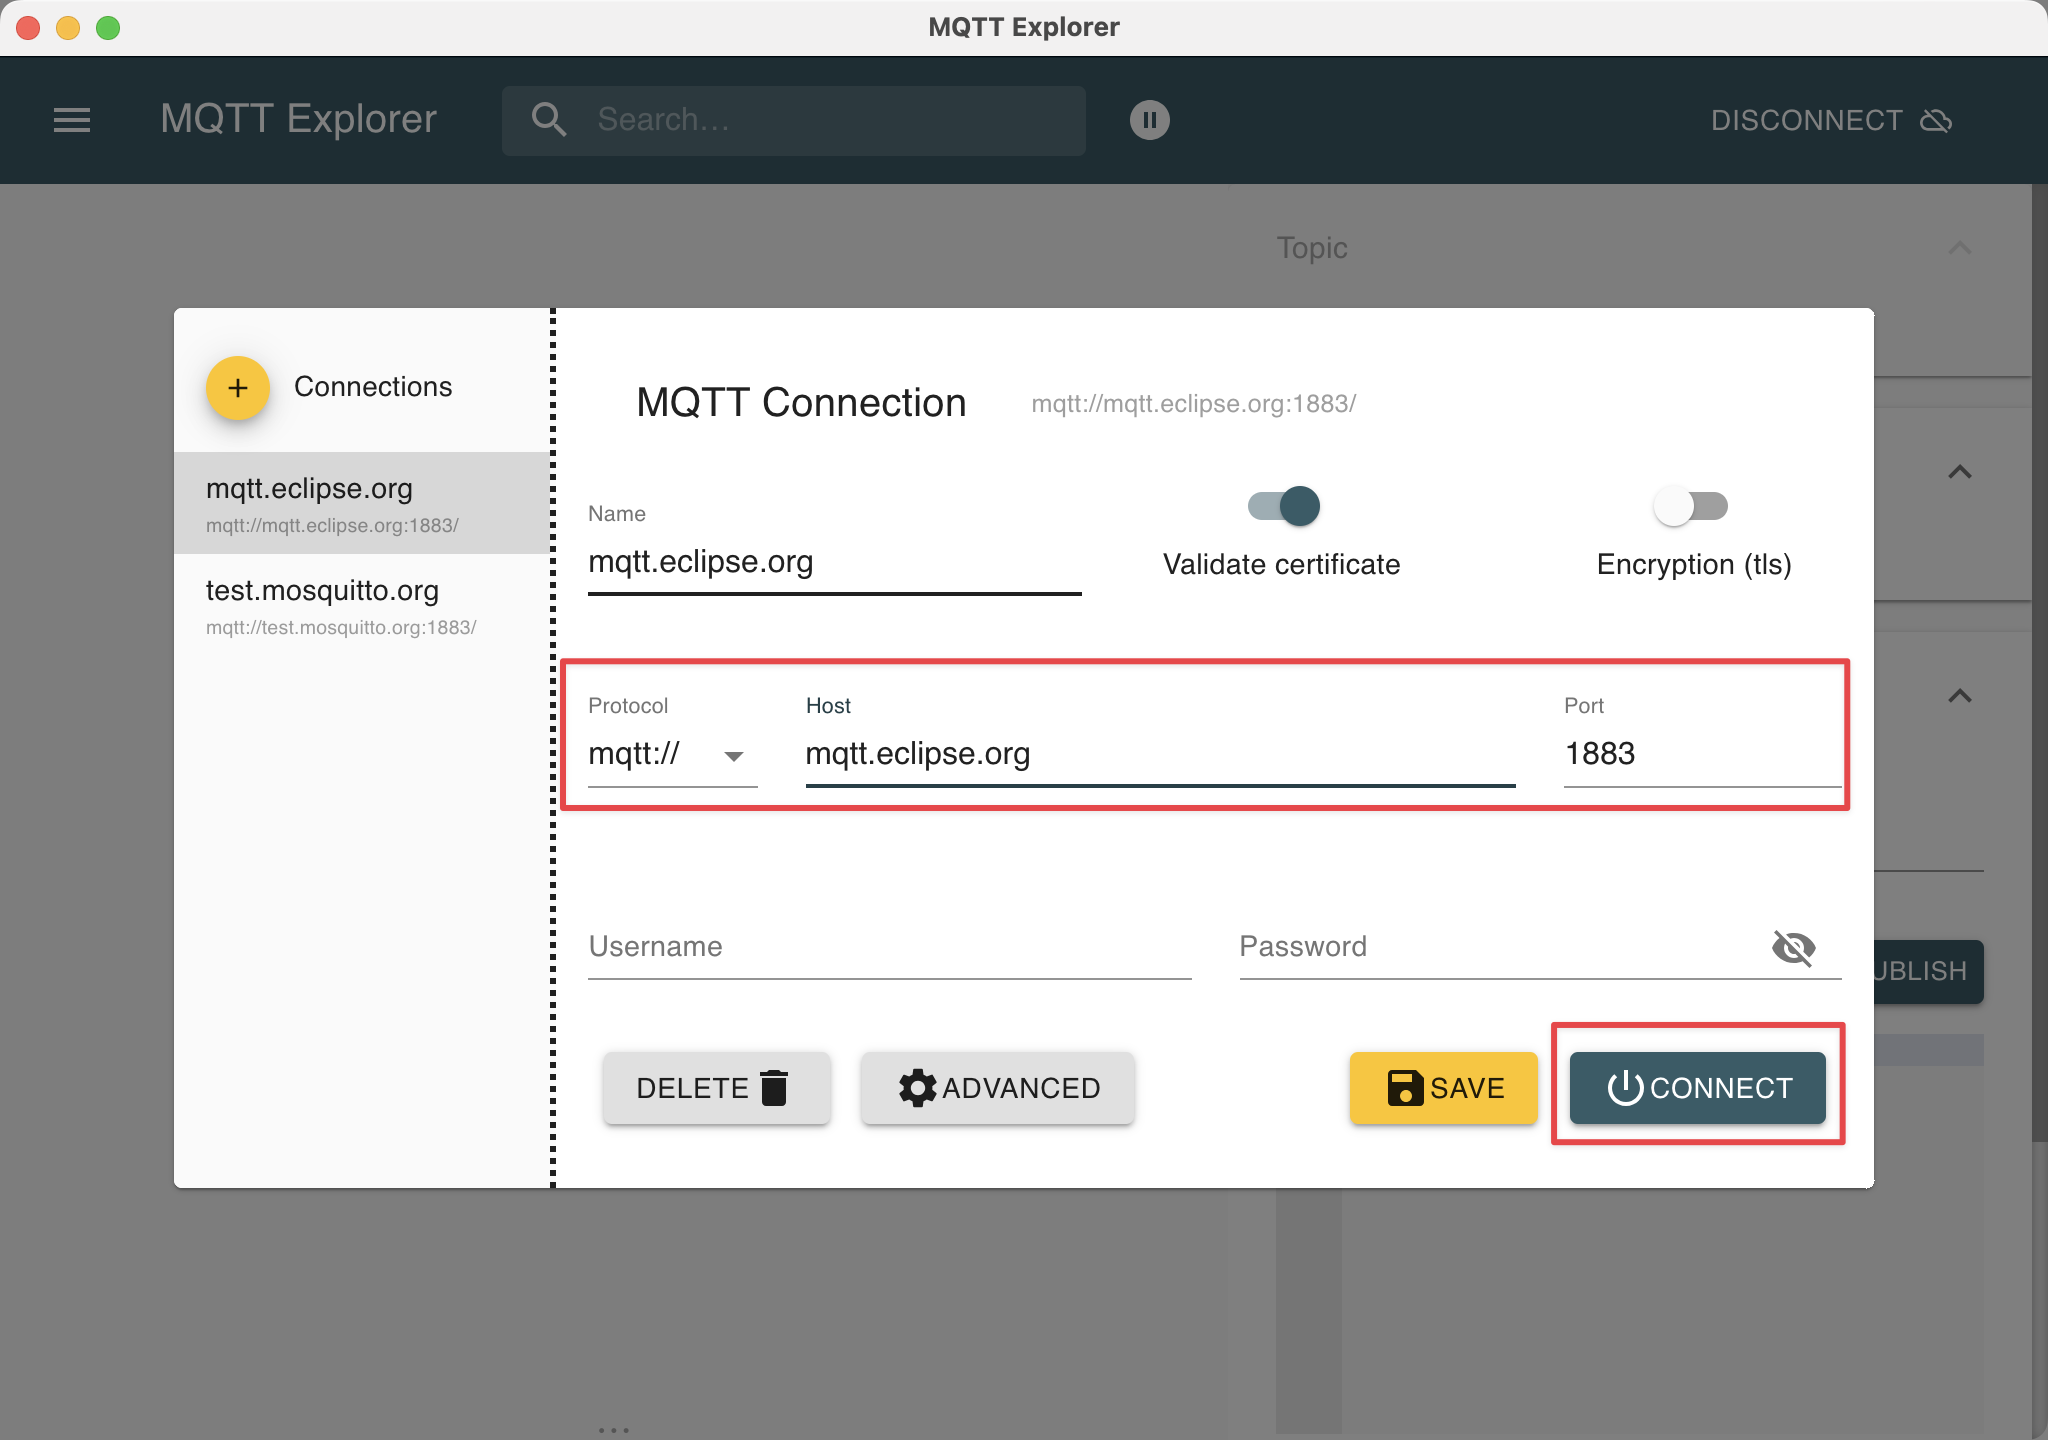 MQTT Explorer
MQTT Explorer
Search...
DISCONNECT
Topic
+ Connections
mqtt.eclipse.org
mqtt://mqtt.eclipse.org:1883/
test.mosquitto.org
mqtt://test.mosquitto.org:1883/
MQTT Connection mqtt://mqtt.eclipse.org:1883/
Name
mqtt.eclipse.org
Validate certificate
Encryption (tls)
Protocol Host Port
mqtt:// mqtt.eclipse.org 1883
Username Password
UBLISH
DELETE ADVANCED SAVE CONNECT
...